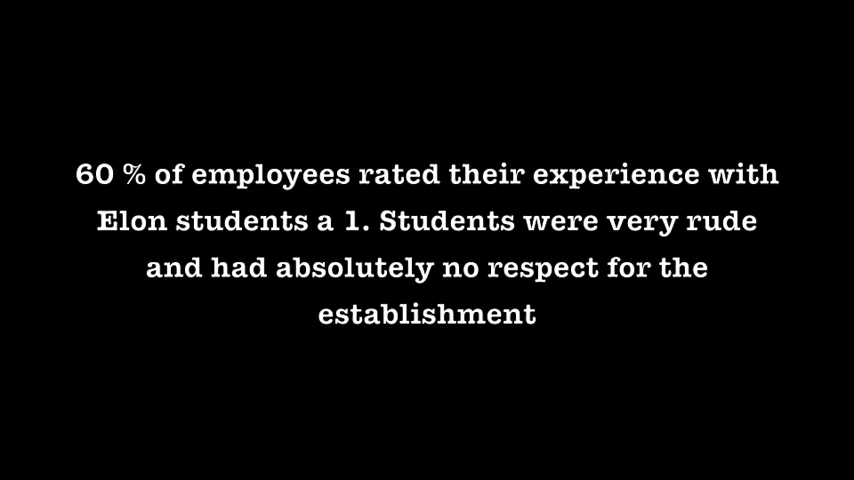 60 % of employees rated their experience with
Elon students a 1. Students were very rude
and had absolutely no respect for the
establishment